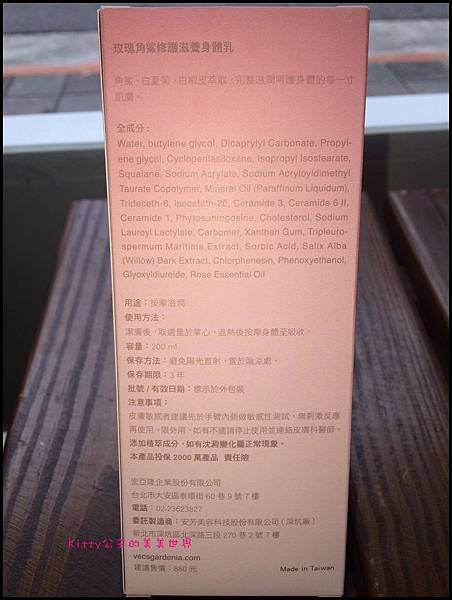 玫瑰角鯊修護滋養身體乳
角鯊、白夏菊、白柳皮萃取，完整滋潤呵護身體的每一寸
肌膚。
全成分：
Water, butylene glycol, Dicaprylyl Carbonate, Propyl-
ene glycol, Cyclopentasiloxane, Isopropyl Isostearate,
Squalane, Sodium Acrylate, Sodium Acryloyldimethyl
Taurate Copolymer, Mineral Oil (Paraffinum Liquidum),
Trideceth-6, Isoceteth-20, Ceramide 3, Ceramide 6 II,
Ceramide 1, Phytosphingosine, Cholesterol, Sodium
Lauroyl Lactylate, Carbomer, Xanthan Gum, Tripleuro-
spermum Maritima Extract, Sorbic Acid, Salix Alba
(Willow) Bark Extract, Chlorphenesin, Phenoxyethanol,
Glyoxyldiureide, Rose Essential Oil
用途：按摩滋潤
使用方法：
潔膚後，取適量於掌心，溫熱後按摩身體至吸收。
容量：200 ml
保存方法：避免陽光直射，置於陰涼處。
保存期限：3 年
批號 / 有效日期：標示於外包裝
注意事項：
皮膚敏感者建議先於手臂內側做敏感性測試，無刺激反應
再使用。限外用，如有不適請停止使用並連絡皮膚科醫師。
添加植萃成分，如有沈澱變化屬正常現象。
本產品投保 2000 萬產品 責任險
宏亞隆企業股份有限公司
台北市大安區泰順街 60 巷 9 號 7 樓
電話：02-23623827
委託製造商：安芳美容科技股份有限公司（深坑廠）
新北市深坑區北深路三段 270 巷 2 號 7 樓
Kitty公主的美美世界
vecsgardenia.com
建議售價：880 元
Made in Taiwan